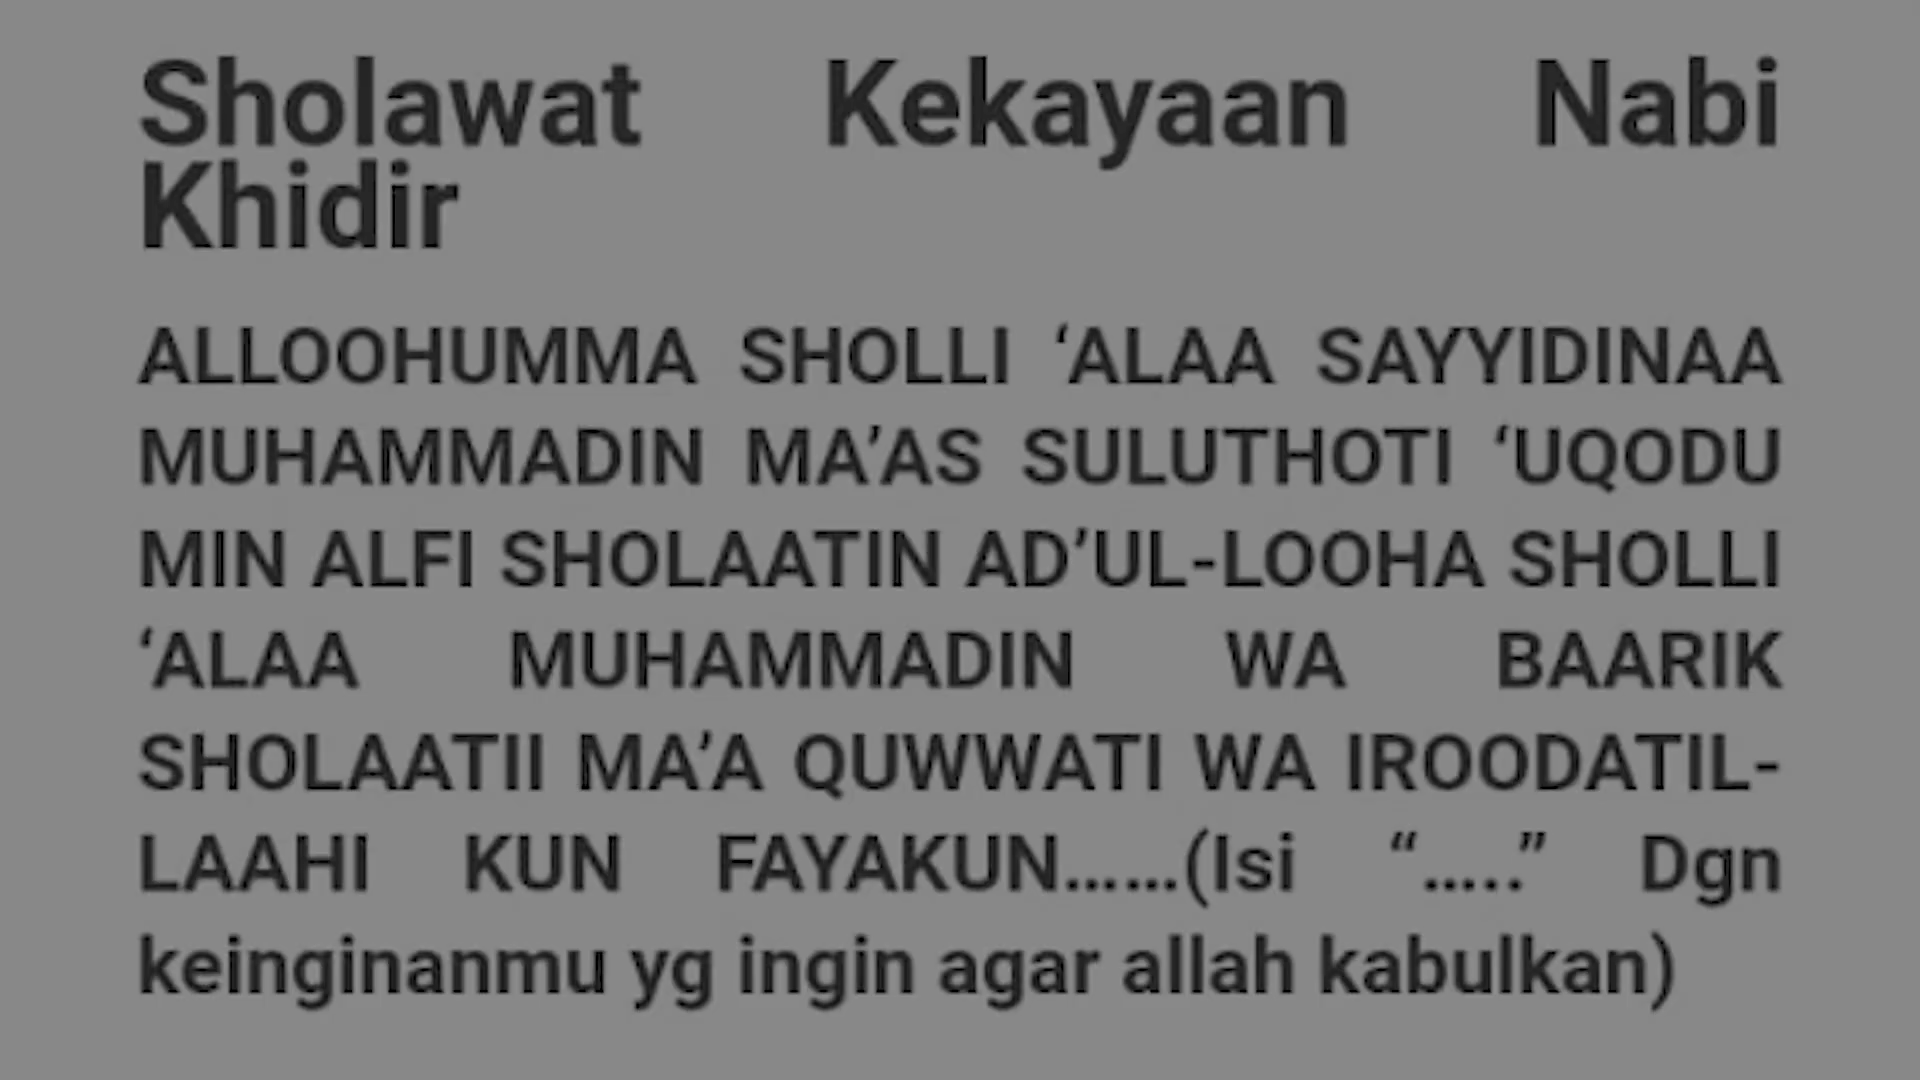 Sholawat Kekayaan Nabi
Khidir
ALLOOHUMMA SHOLLI ‘ALAA SAYYIDINAA
MUHAMMADIN MA’AS SULUTHOTI ‘UQODU
MIN ALFI SHOLAATIN AD’UL-LOOHA SHOLLI
‘ALAA MUHAMMADIN WA BAARIK
SHOLAATII MA’A QUWWATI WA IROODATIL-
LAAHI KUN FAYAKUN……(Isi “…..” Dgn
keinginanmu yg ingin agar allah kabulkan)